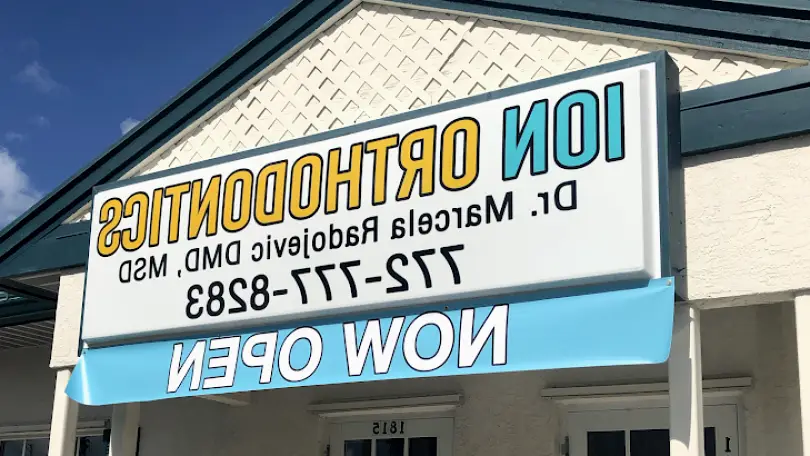 ION ORTHODONTICS
Dr. Marcela Radojevic DMD, MSD
772-777-8283
NOW OPEN
1815